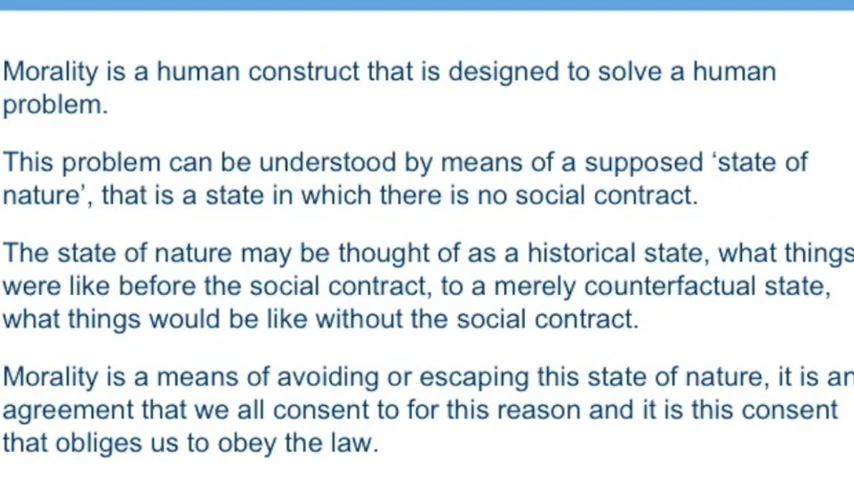 Morality is a human construct that is designed to solve a human
problem.
This problem can be understood by means of a supposed ‘state of
nature’, that is a state in which there is no social contract.
The state of nature may be thought of as a historical state, what things
were like before the social contract, to a merely counterfactual state,
what things would be like without the social contract.
Morality is a means of avoiding or escaping this state of nature, it is an
agreement that we all consent to for this reason and it is this consent
that obliges us to obey the law.